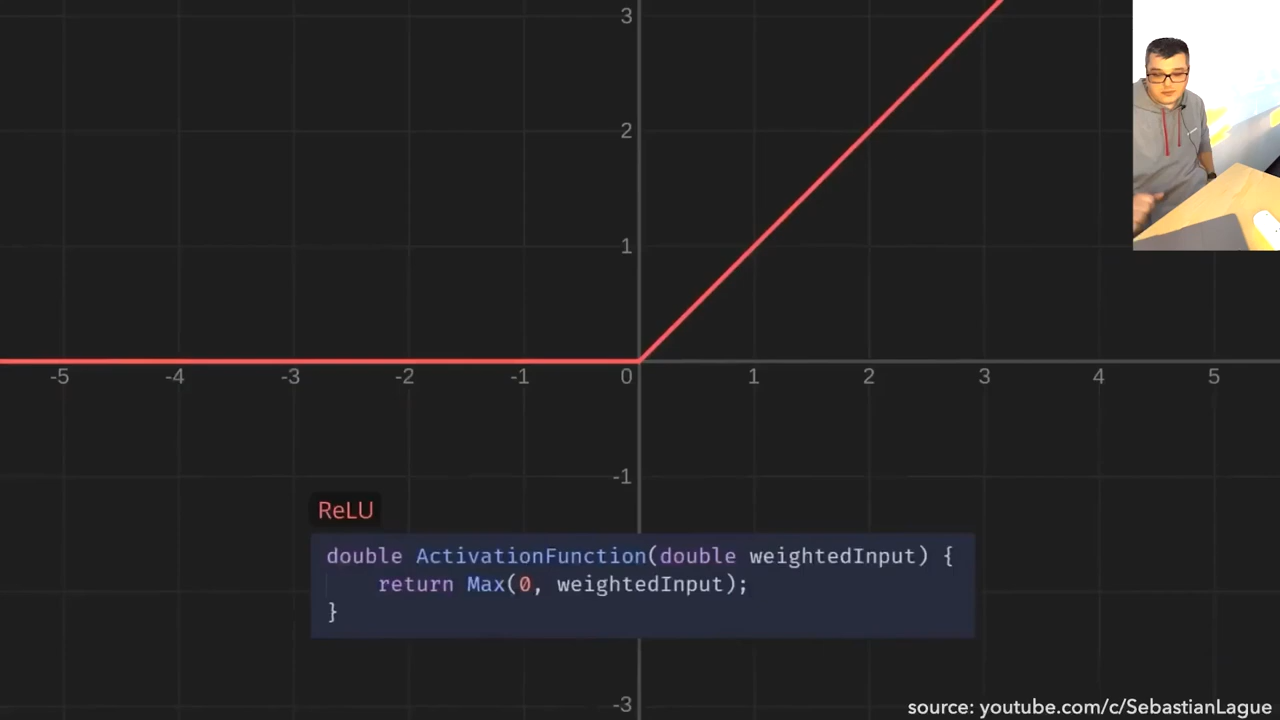 3
2
1
-5 -4 -3 -2 -1 0 1 2 3 4 5
-1
ReLU
double ActivationFunction(double weightedInput) {
return Max(0, weightedInput);
}
-3
source: youtube.com/c/SebastianLague